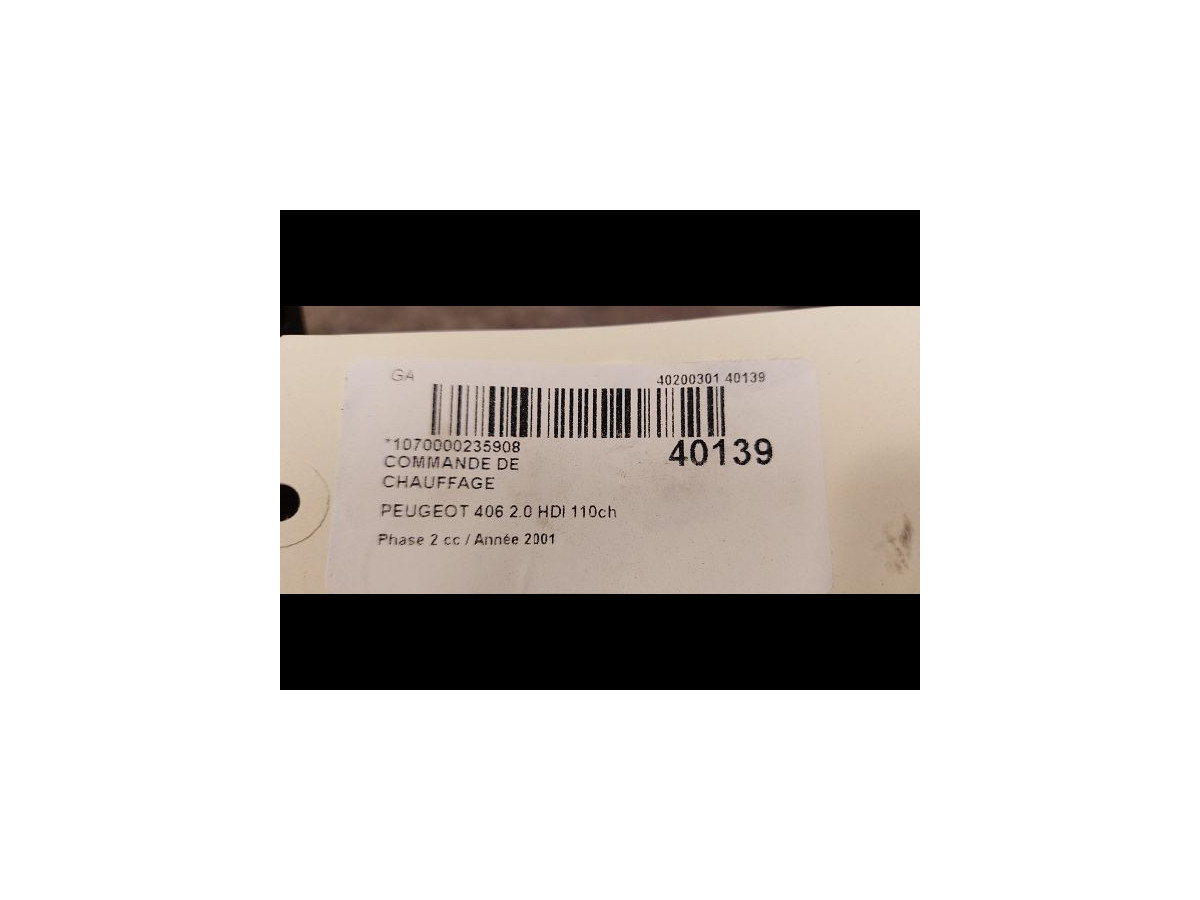 GA
40200301 40139
*1070000235908
40139
COMMANDE DE
CHAUFFAGE
PEUGEOT 406 2.0 HDI 110ch
Phase 2 cc / Année 2001